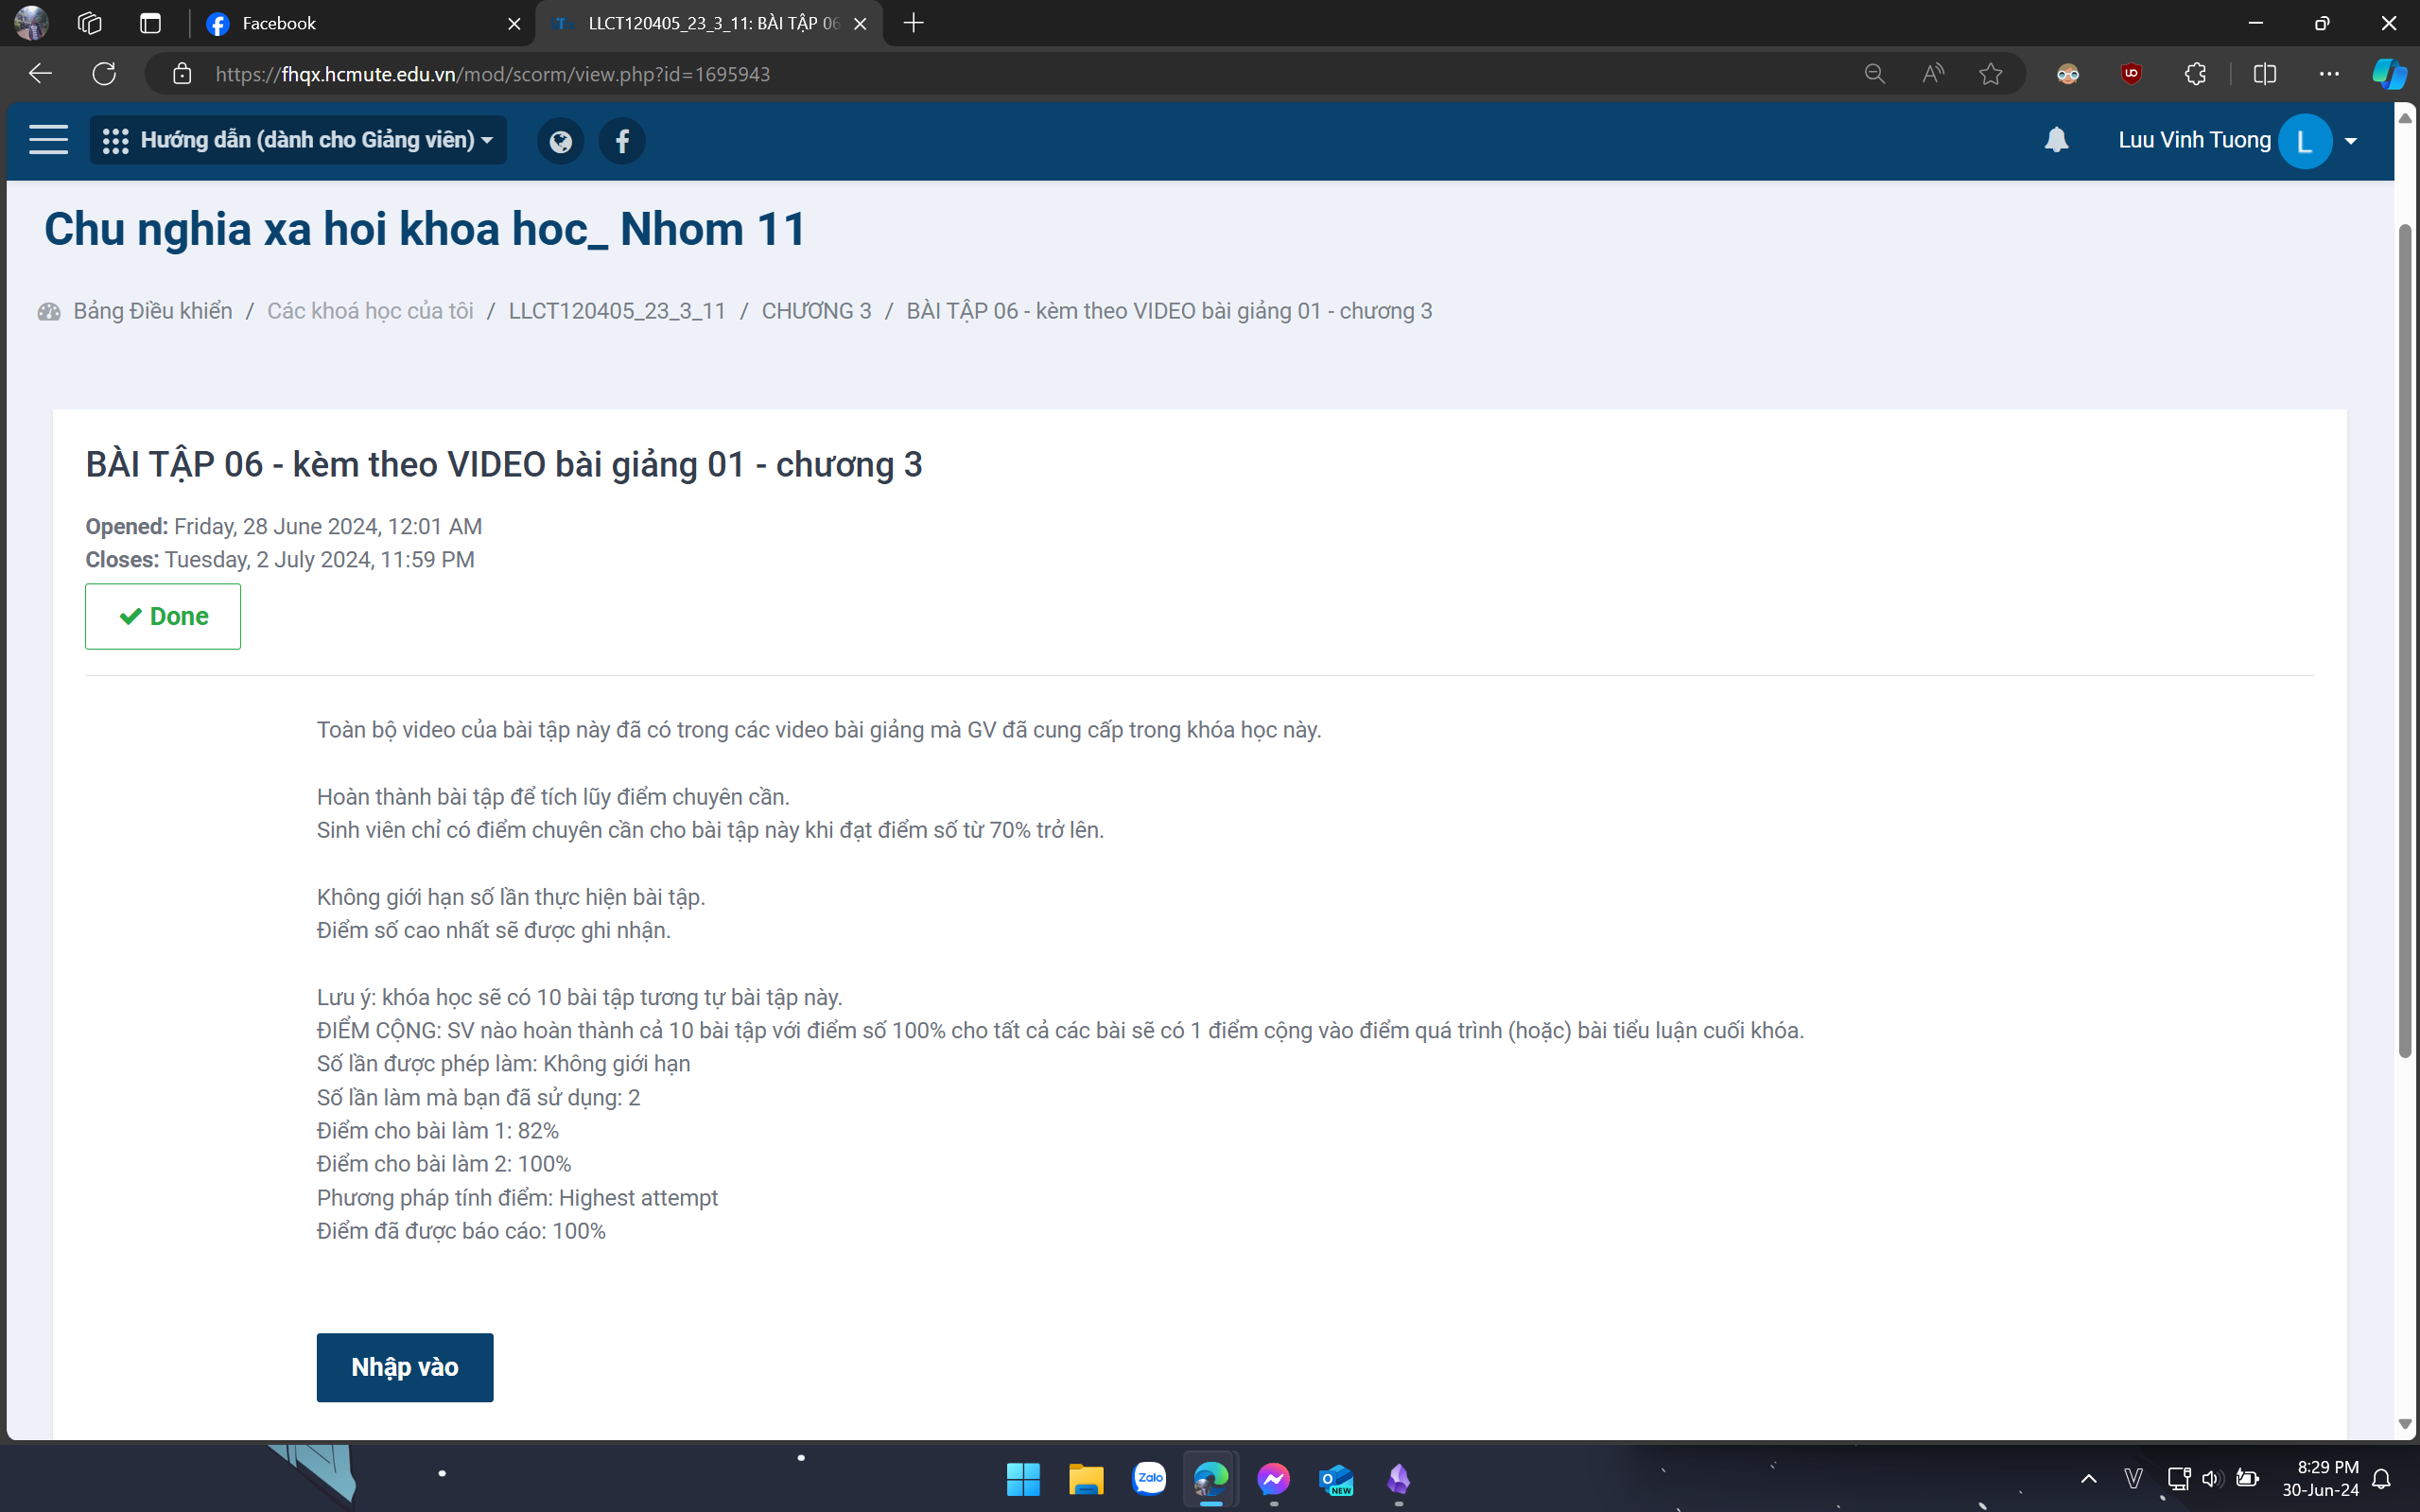 Facebook
LLCT120405_23_3_11: BÀI TẬP 06
https://fhqx.hcmute.edu.vn/mod/scorm/view.php?id=1695943
Hướng dẫn (dành cho Giảng viên)
Luu Vinh Tuong
L
Chu nghia xa hoi khoa hoc_ Nhom 11
Bảng Điều khiển / Các khoá học của tôi / LLCT120405_23_3_11 / CHƯƠNG 3 / BÀI TẬP 06 - kèm theo VIDEO bài giảng 01 - chương 3
BÀI TẬP 06 - kèm theo VIDEO bài giảng 01 - chương 3
Opened: Friday, 28 June 2024, 12:01 AM
Closes: Tuesday, 2 July 2024, 11:59 PM
Done
Toàn bộ video của bài tập này đã có trong các video bài giảng mà GV đã cung cấp trong khóa học này.
Hoàn thành bài tập để tích lũy điểm chuyên cần.
Sinh viên chỉ có điểm chuyên cần cho bài tập này khi đạt điểm số từ 70% trở lên.
Không giới hạn số lần thực hiện bài tập.
Điểm số cao nhất sẽ được ghi nhận.
Lưu ý: khóa học sẽ có 10 bài tập tương tự bài tập này.
ĐIỂM CỘNG: SV nào hoàn thành cả 10 bài tập với điểm số 100% cho tất cả các bài sẽ có 1 điểm cộng vào điểm quá trình (hoặc) bài tiểu luận cuối khóa.
Số lần được phép làm: Không giới hạn
Số lần làm mà bạn đã sử dụng: 2
Điểm cho bài làm 1: 82%
Điểm cho bài làm 2: 100%
Phương pháp tính điểm: Highest attempt
Điểm đã được báo cáo: 100%
Nhập vào
Zalo
NEW
8:29 PM
30-Jun-24